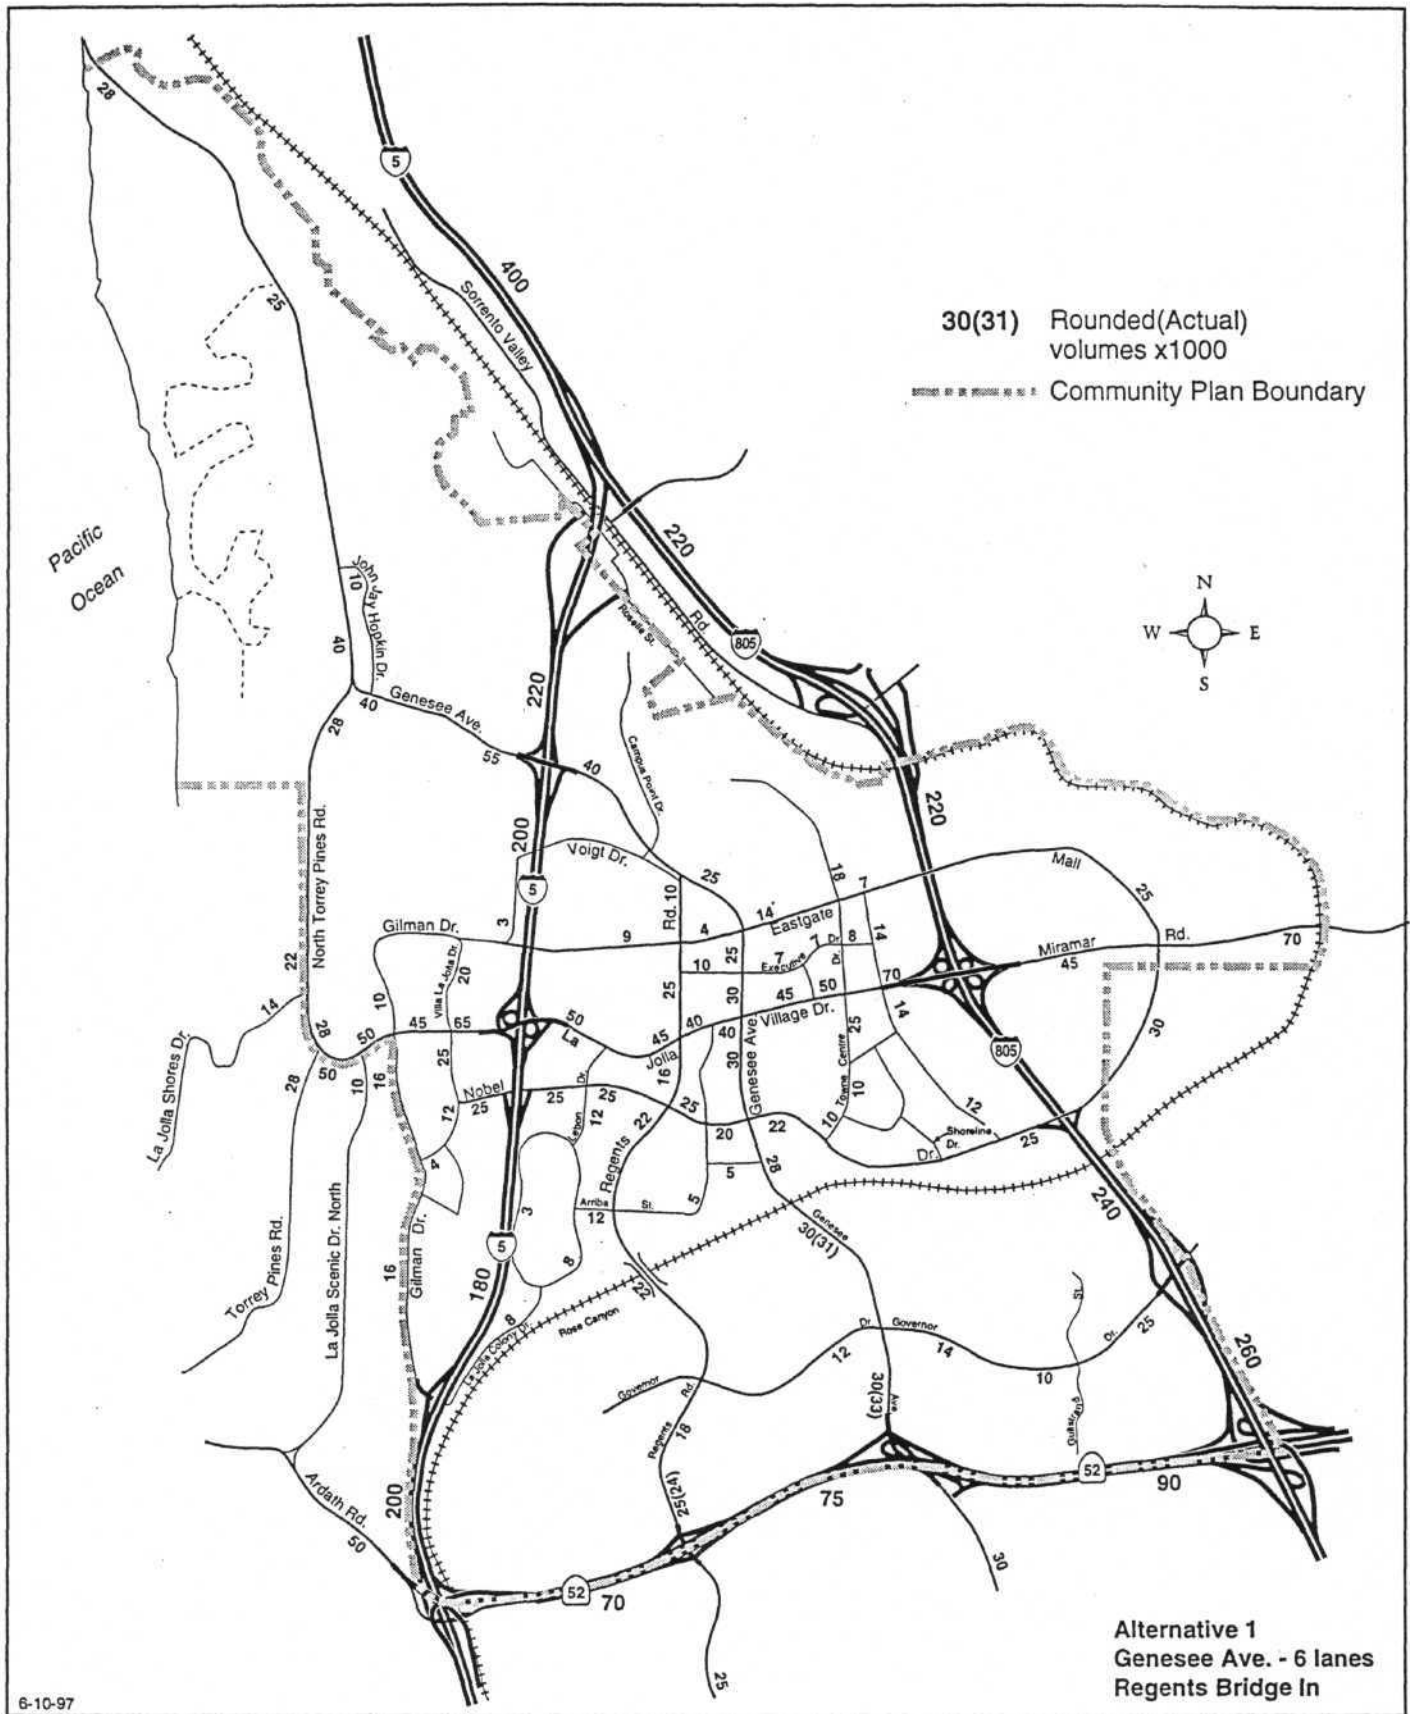 28
5
400
Sorrento Valley
25
30(31) Rounded(Actual)
volumes x1000
Community Plan Boundary
Pacific
Ocean
220
N
W
E
S
John Jay Hopkin Dr.
10
40
Rd.
Roselle St.
805
220
40
Genesee Ave.
28
55
40
Campus Point Dr.
220
200
Voigt Dr.
Mall
25
18
7
25
5
North Torrey Pines Rd.
Rd. 10
14
Eastgate
3
Gilman Dr.
9
4
25
7
Dr.
8
14
Miramar
Rd.
70
45
22
Villa La Jolla Dr.
20
10
Executive
7
Dr.
70
14
10
25
30
45
50
Village Dr.
14
28
50
45
65
50
La
45
Jolla
40
40
30
Genesee Ave.
25
Towne Centre
10
805
30
La Jolla Shores Dr.
28
50
10
16
25
Nobel
25
12
25
Lebon
Dr.
12
25
16
25
22
20
22
10
12
Shoreline
Dr.
Dr.
25
4
Regents
28
5
5
3
Arriba St.
12
Genesee
30(31)
240
Torrey Pines Rd.
La Jolla Scenic Dr. North
16
Gilman Dr.
5
180
8
22
8
La Jolla Colony Dr.
Rose Canyon
Governor
Dr.
Governor
12
14
10
Dr.
25
St.
Gullstrand
260
Rd.
Regents
18
Ave
30(33)
25(24)
75
52
90
Ardath Rd.
50
200
52
70
30
25
Alternative 1
Genesee Ave. - 6 lanes
Regents Bridge In
6-10-97